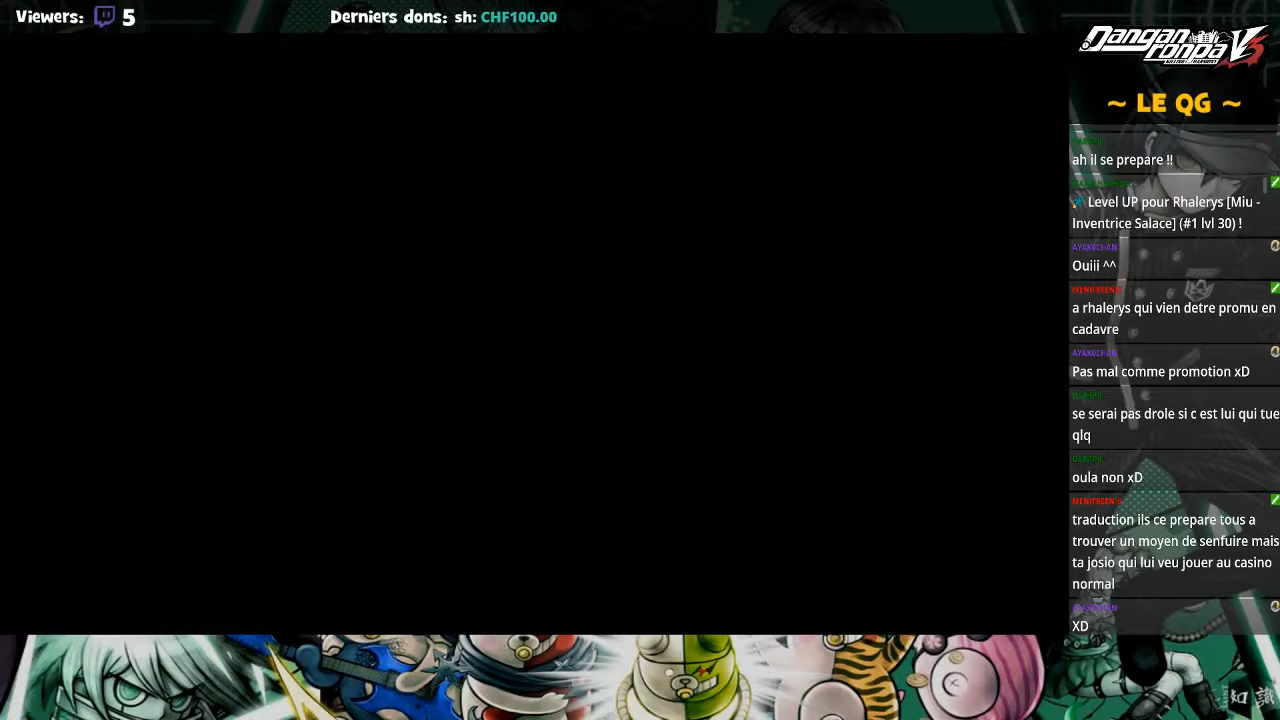 Viewers: 5
Derniers dons: sh: CHF100.00
Danganronpa V3
~ LE QG ~
ah il se prepare !!
Level UP pour Rhalerys [Miu -
Inventrice Salace] (#1 lvl 30) !
AYAKOCHAN
Ouiii ^^
a rhalerys qui vien detre promu en
cadavre
AYAKOCHAN
Pas mal comme promotion xD
se serai pas drole si c est lui qui tue
qlq
oula non xD
traduction ils ce prepare tous a
trouver un moyen de senfuire mais
ta josio qui lui veu jouer au casino
normal
AYAKOCHAN
XD